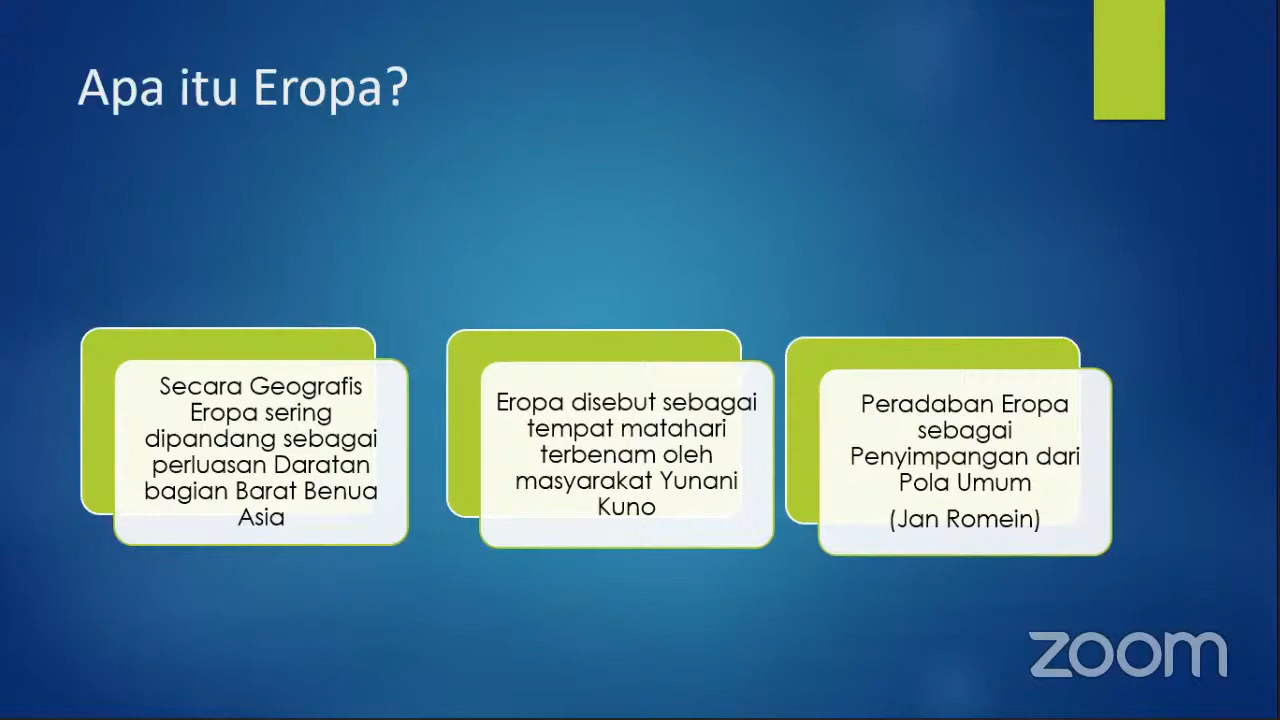 Apa itu Eropa?
Secara Geografis
Eropa sering
dipandang sebagai
perluasan Daratan
bagian Barat Benua
Asia
Eropa disebut sebagai
tempat matahari
terbenam oleh
masyarakat Yunani
Kuno
Peradaban Eropa
sebagai
Penyimpangan dari
Pola Umum
(Jan Romein)
zoom